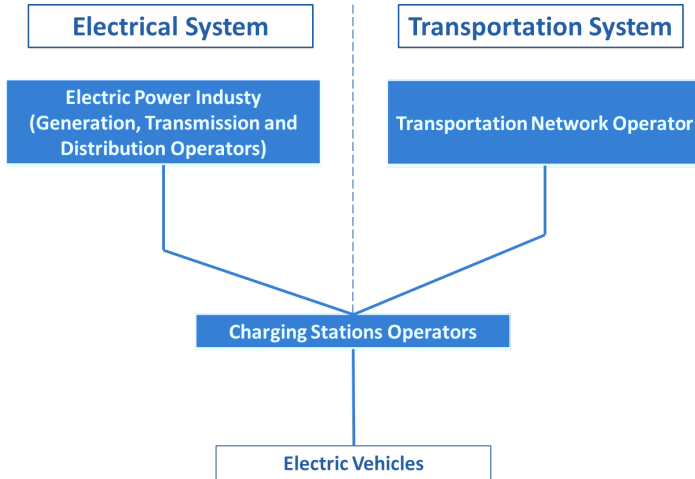 Electrical System
Transportation System
Electric Power Industy
(Generation, Transmission and
Distribution Operators)
Transportation Network Operator
Charging Stations Operators
Electric Vehicles